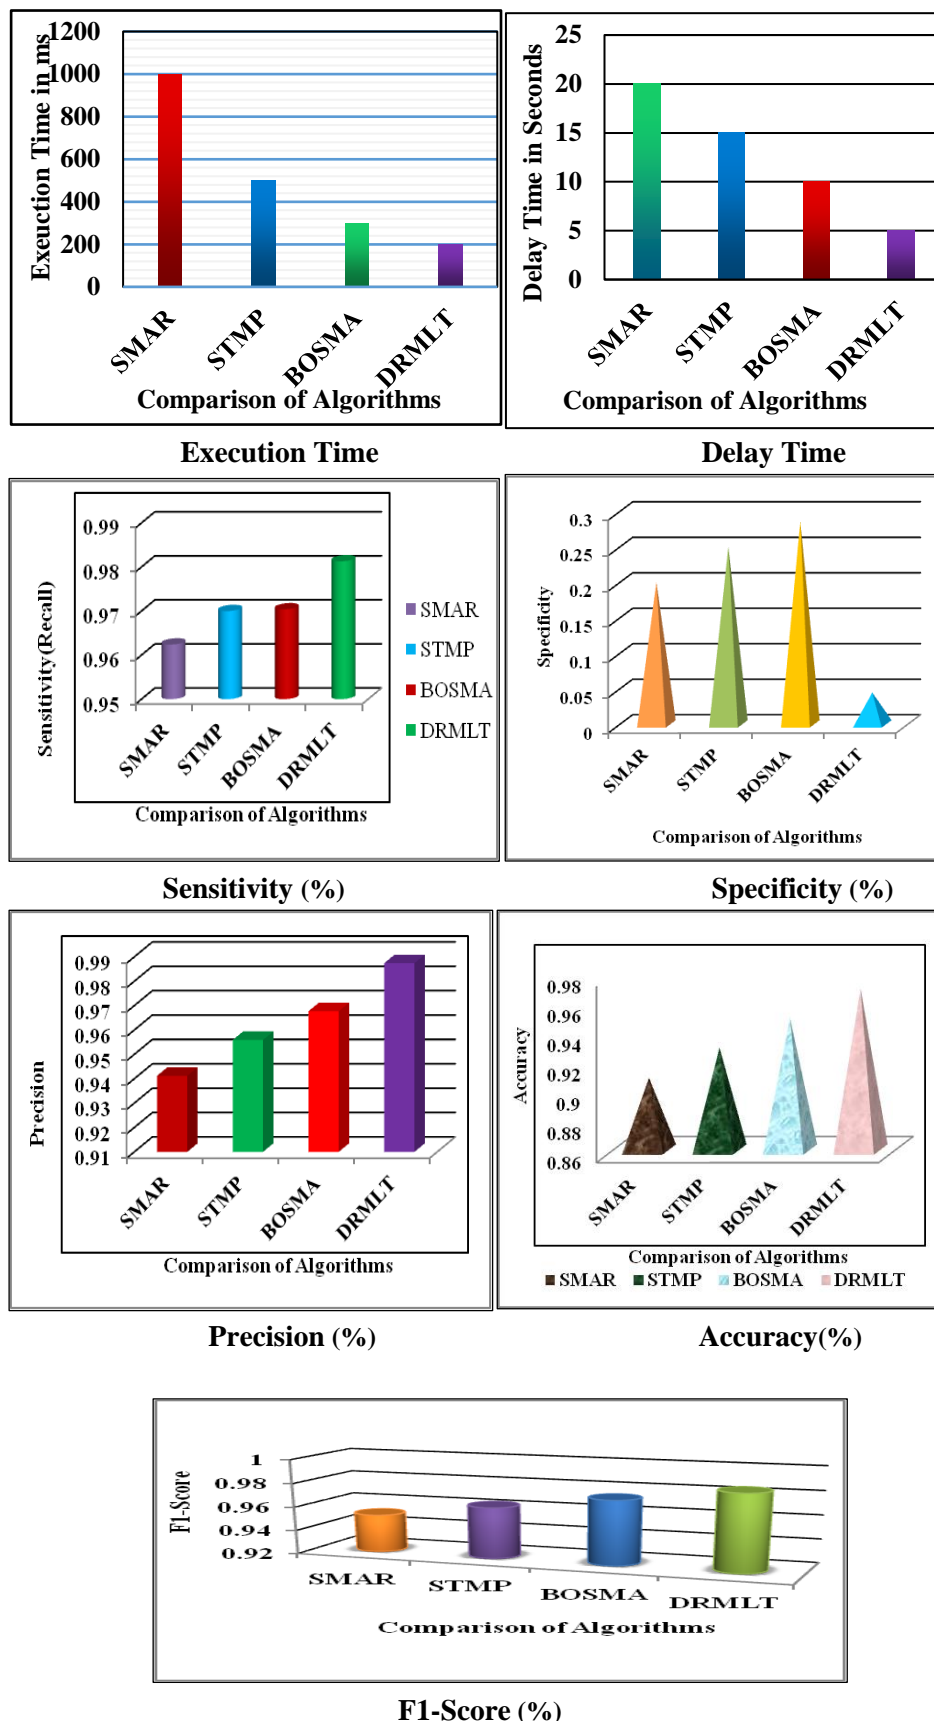 Exeuction Time in ms
1200
1000
800
600
400
200
0
SMAR
STMP
BOSMA
DRMLT
Comparison of Algorithms
Execution Time
Delay Time in Seconds
25
20
15
10
5
0
SMAR
STMP
BOSMA
DRMLT
Comparison of Algorithms
Delay Time
Sensitivity(Recall)
0.99
0.98
0.97
0.96
0.95
SMAR
STMP
BOSMA
DRMLT
Comparison of Algorithms
SMAR
STMP
BOSMA
DRMLT
Sensitivity (%)
Specificity
0.3
0.25
0.2
0.15
0.1
0.05
0
SMAR
STMP
BOSMA
DRMLT
Comparison of Algorithms
Specificity (%)
Precision
0.99
0.98
0.97
0.96
0.95
0.94
0.93
0.92
0.91
SMAR
STMP
BOSMA
DRMLT
Comparison of Algorithms
Precision (%)
Accuracy
0.98
0.96
0.94
0.92
0.9
0.88
0.86
SMAR
STMP
BOSMA
DRMLT
Comparison of Algorithms
SMAR STMP BOSMA DRMLT
Accuracy(%)
F1-Score
1
0.98
0.96
0.94
0.92
SMAR
STMP
BOSMA
DRMLT
Comparison of Algorithms
F1-Score (%)